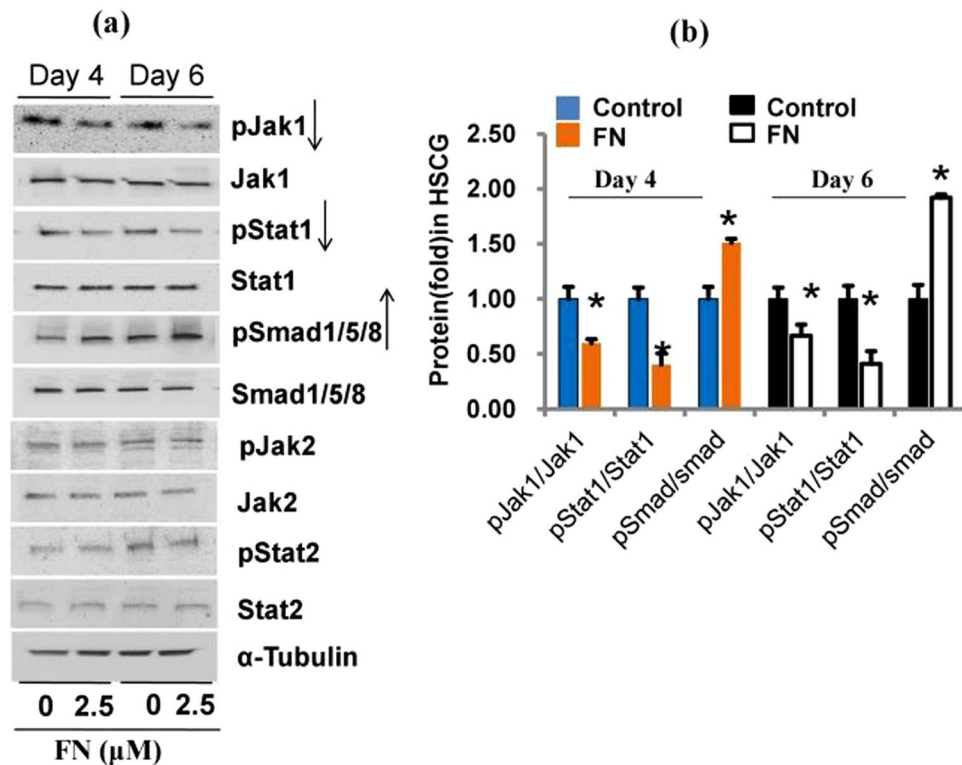 (a)
Day 4 Day 6
pJak1
Jak1
pStat1
Stat1
pSmad1/5/8
Smad1/5/8
pJak2
Jak2
pStat2
Stat2
α-Tubulin
0 2.5 0 2.5
FN (µM)
(b)
Control Control
FN FN
Day 4 Day 6
Protein(fold)in HSCG
2.50
2.00
1.50
1.00
0.50
0.00
* * * * * *
pJak1/Jak1
pStat1/Stat1
pSmad/smad
pJak1/Jak1
pStat1/Stat1
pSmad/smad